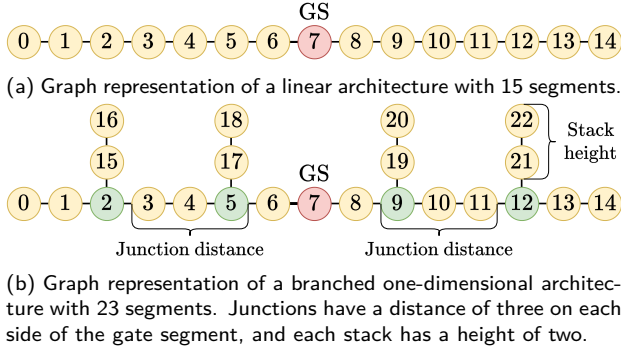 GS
0 1 2 3 4 5 6 7 8 9 10 11 12 13 14
(a) Graph representation of a linear architecture with 15 segments.
16 18 20 22
15 17 19 21
Stack
height
GS
0 1 2 3 4 5 6 7 8 9 10 11 12 13 14
Junction distance Junction distance
(b) Graph representation of a branched one-dimensional architec-
ture with 23 segments. Junctions have a distance of three on each
side of the gate segment, and each stack has a height of two.